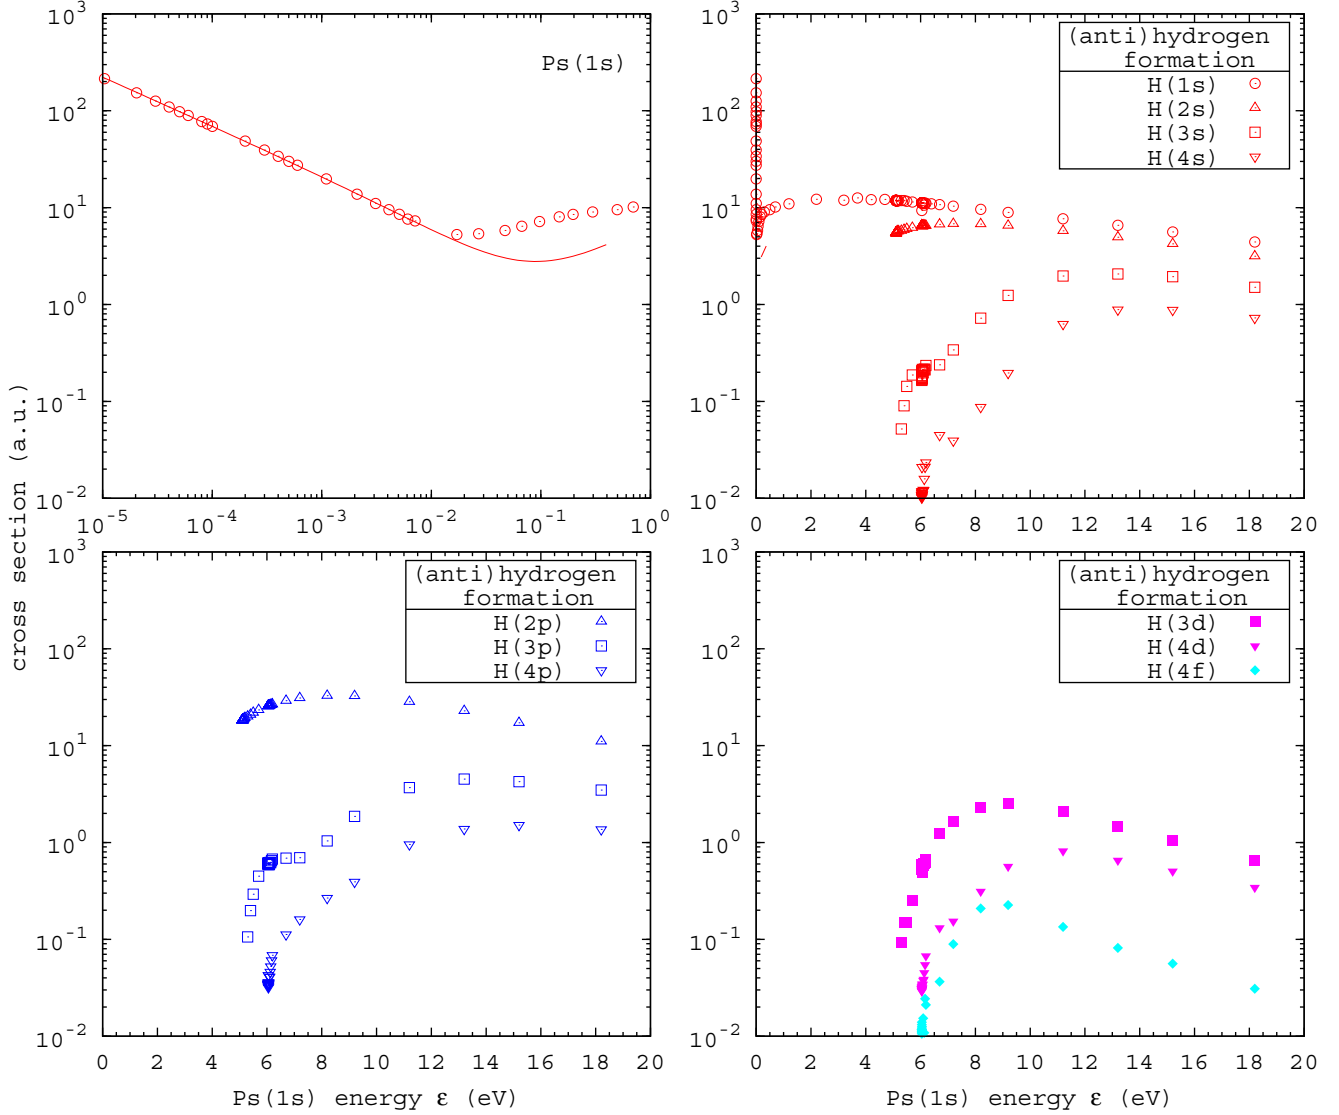 cross section (a.u.)
10^3
10^2
10^1
10^0
10^-1
10^-2
Ps(1s)
10^-5
10^-4
10^-3
10^-2
10^-1
10^0
10^3
10^2
10^1
10^0
10^-1
10^-2
(anti)hydrogen
formation
H(1s)
H(2s)
H(3s)
H(4s)
0 2 4 6 8 10 12 14 16 18 20
10^3
10^2
10^1
10^0
10^-1
10^-2
(anti)hydrogen
formation
H(2p)
H(3p)
H(4p)
0 2 4 6 8 10 12 14 16 18 20
Ps(1s) energy ε (eV)
10^3
10^2
10^1
10^0
10^-1
10^-2
(anti)hydrogen
formation
H(3d)
H(4d)
H(4f)
0 2 4 6 8 10 12 14 16 18 20
Ps(1s) energy ε (eV)